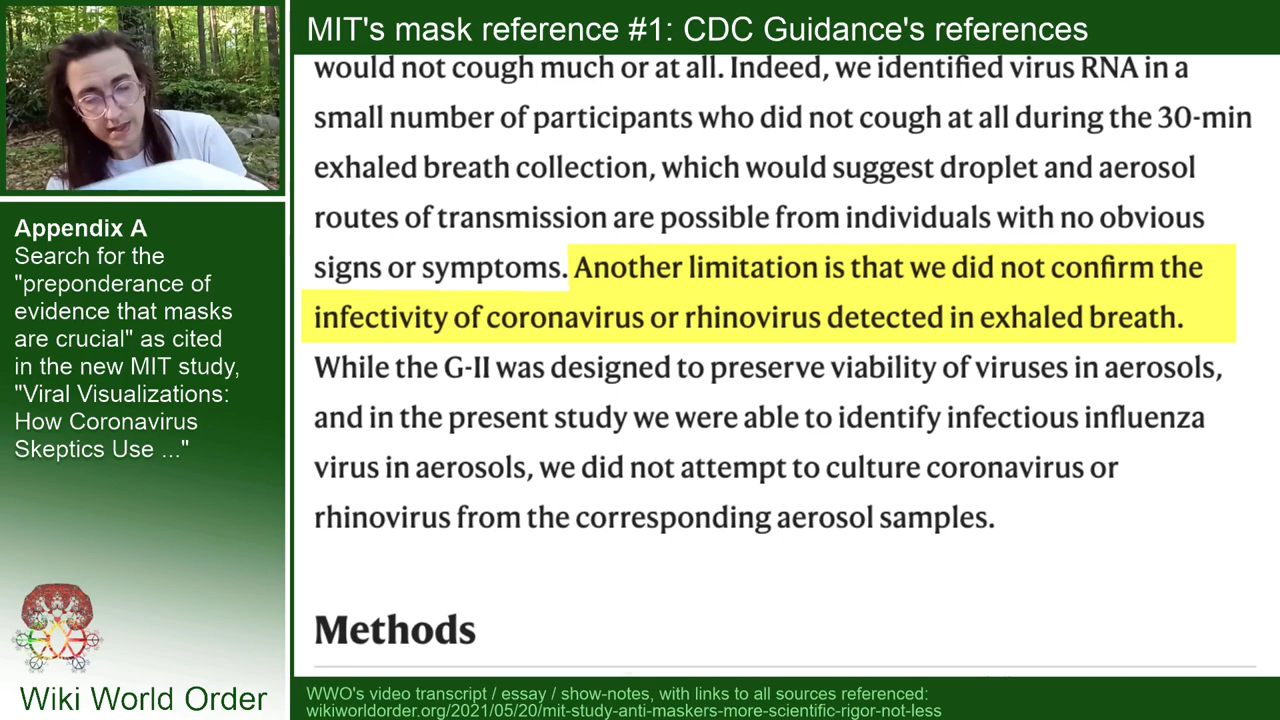 MIT's mask reference #1: CDC Guidance's references
would not cough much or at all. Indeed, we identified virus RNA in a
small number of participants who did not cough at all during the 30-min
exhaled breath collection, which would suggest droplet and aerosol
routes of transmission are possible from individuals with no obvious
signs or symptoms. Another limitation is that we did not confirm the
infectivity of coronavirus or rhinovirus detected in exhaled breath.
While the G-II was designed to preserve viability of viruses in aerosols,
and in the present study we were able to identify infectious influenza
virus in aerosols, we did not attempt to culture coronavirus or
rhinovirus from the corresponding aerosol samples.
Methods
Appendix A
Search for the
"preponderance of
evidence that masks
are crucial" as cited
in the new MIT study,
"Viral Visualizations:
How Coronavirus
Skeptics Use ..."
Wiki World Order
WWO's video transcript / essay / show-notes, with links to all sources referenced:
wikiworldorder.org/2021/05/20/mit-study-anti-maskers-more-scientific-rigor-not-less